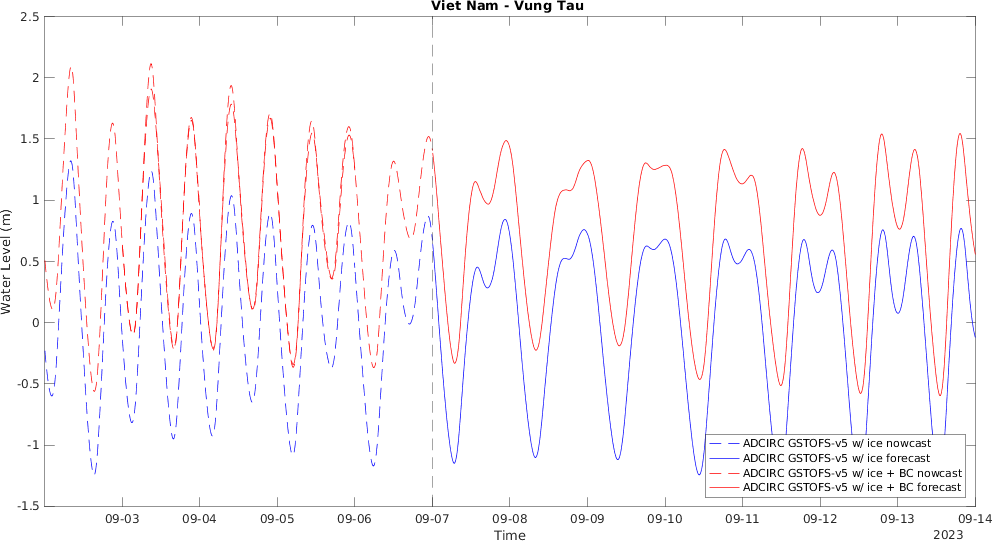 Viet Nam - Vung Tau
2.5
2
1.5
1
0.5
0
-0.5
-1
-1.5
Water Level (m)
ADCIRC GSTOFS-v5 w/ ice nowcast
ADCIRC GSTOFS-v5 w/ ice forecast
ADCIRC GSTOFS-v5 w/ ice + BC nowcast
ADCIRC GSTOFS-v5 w/ ice + BC forecast
09-03 09-04 09-05 09-06 09-07 09-08 09-09 09-10 09-11 09-12 09-13 09-14
Time
2023